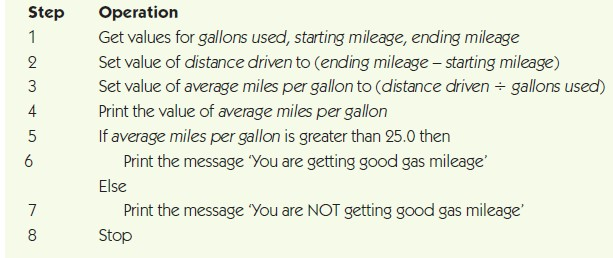 Step Operation
1 Get values for gallons used, starting mileage, ending mileage
2 Set value of distance driven to (ending mileage – starting mileage)
3 Set value of average miles per gallon to (distance driven ÷ gallons used)
4 Print the value of average miles per gallon
5 If average miles per gallon is greater than 25.0 then
6 Print the message ‘You are getting good gas mileage’
Else
7 Print the message ‘You are NOT getting good gas mileage’
8 Stop